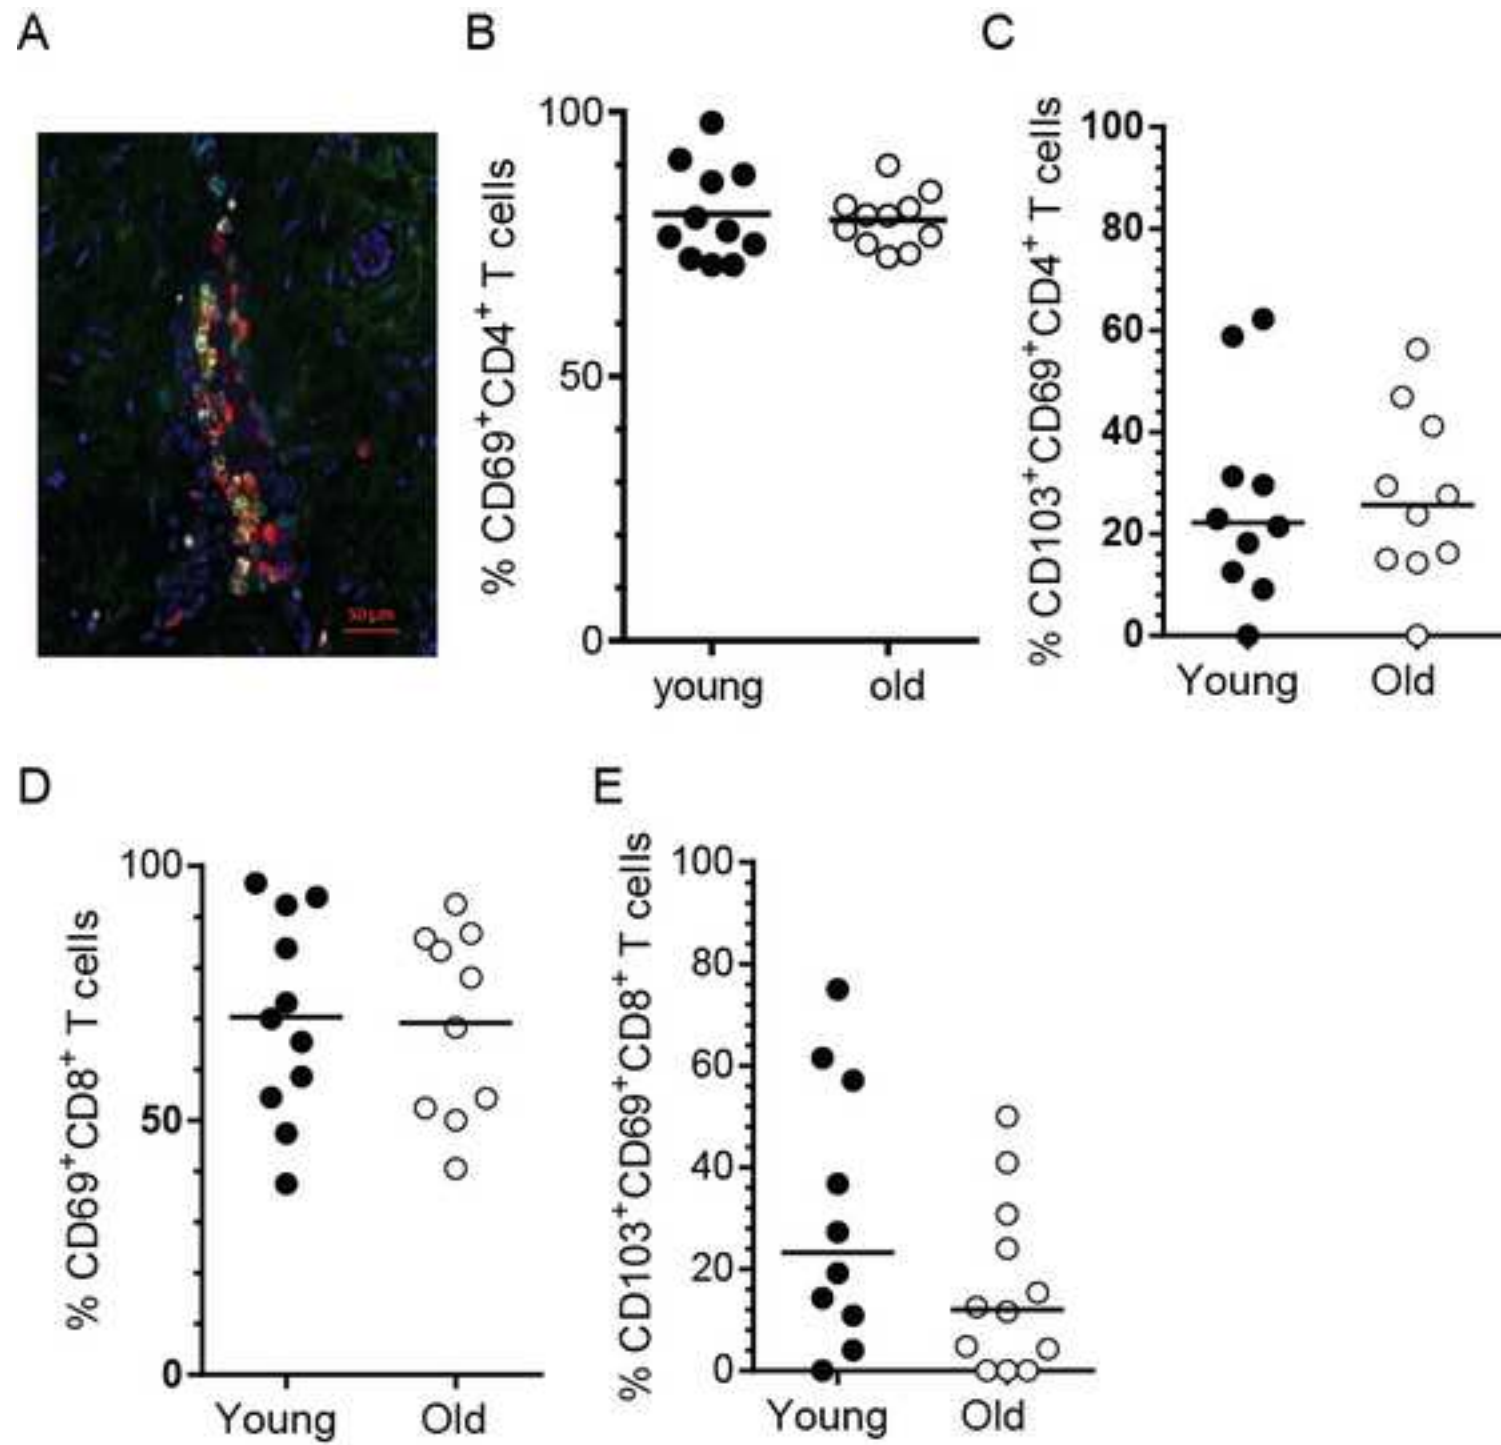 A
B
C
50μm
% CD69+CD4+ T cells
100
50
0
young
old
% CD103+CD69+CD4+ T cells
100
80
60
40
20
0
Young
Old
D
E
% CD69+CD8+ T cells
100
50
0
Young
Old
% CD103+CD69+CD8+ T cells
100
80
60
40
20
0
Young
Old